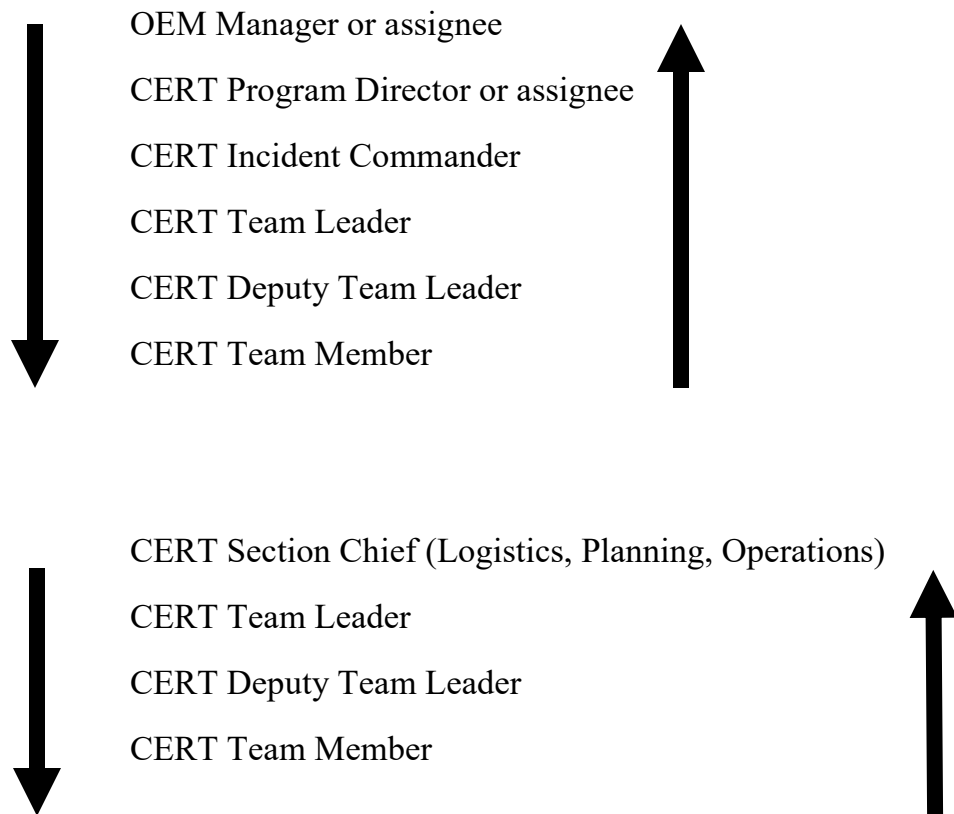 OEM Manager or assignee
CERT Program Director or assignee
CERT Incident Commander
CERT Team Leader
CERT Deputy Team Leader
CERT Team Member
CERT Section Chief (Logistics, Planning, Operations)
CERT Team Leader
CERT Deputy Team Leader
CERT Team Member